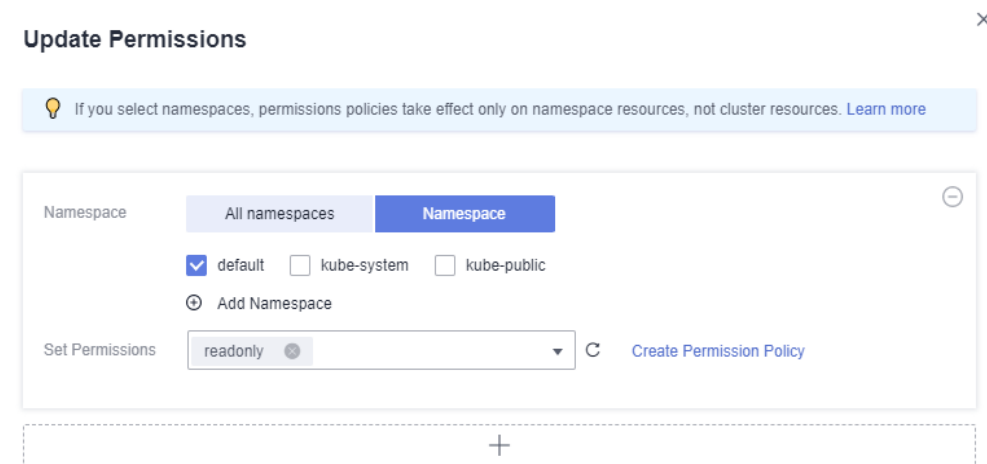 Update Permissions
If you select namespaces, permissions policies take effect only on namespace resources, not cluster resources. Learn more
Namespace All namespaces Namespace
default kube-system kube-public
Add Namespace
Set Permissions readonly Create Permission Policy